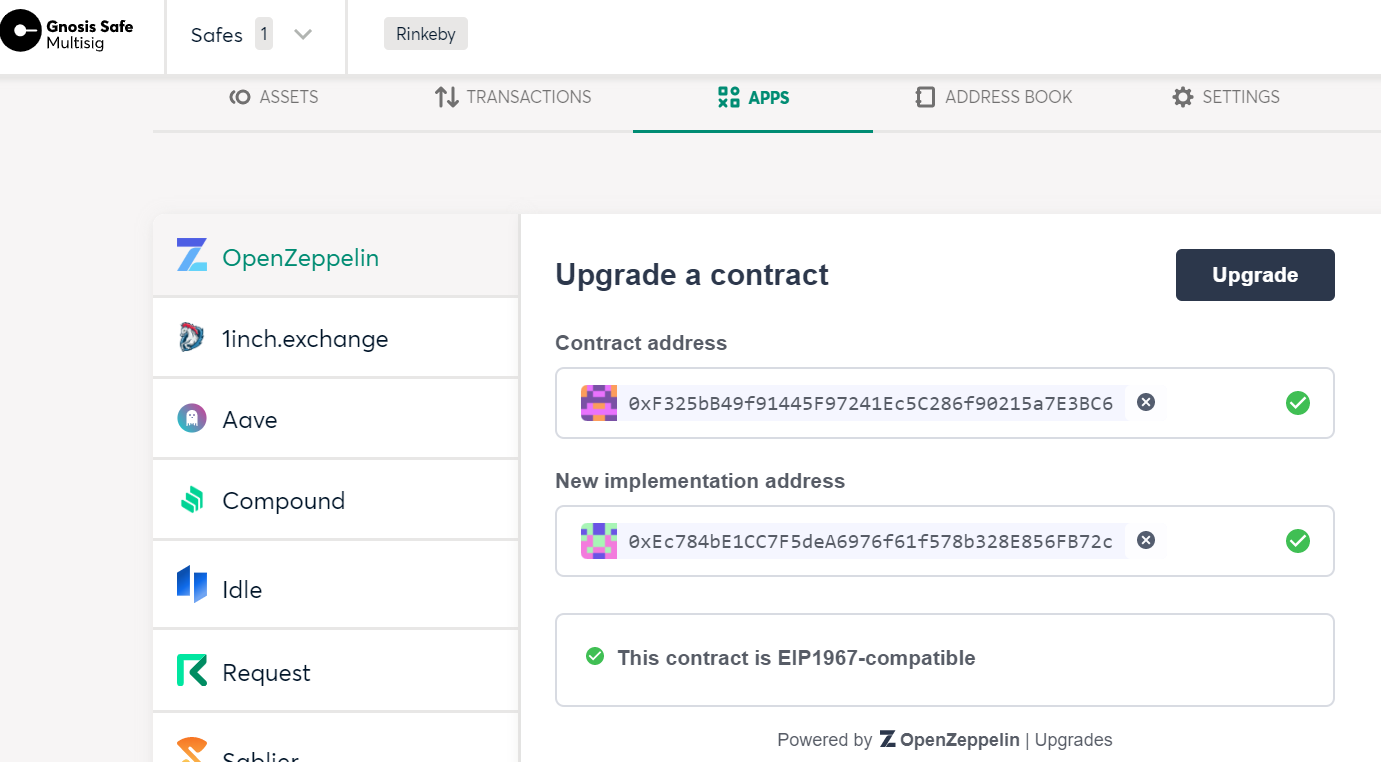 Gnosis Safe
Multisig
Safes 1
Rinkeby
ASSETS
TRANSACTIONS
APPS
ADDRESS BOOK
SETTINGS
OpenZeppelin
1inch.exchange
Aave
Compound
Idle
Request
Sablier
Upgrade a contract
Upgrade
Contract address
0xF325bB49f91445F97241Ec5C286f90215a7E3BC6
New implementation address
0xEc784bE1CC7F5deA6976f61f578b328E856FB72c
This contract is EIP1967-compatible
Powered by OpenZeppelin | Upgrades